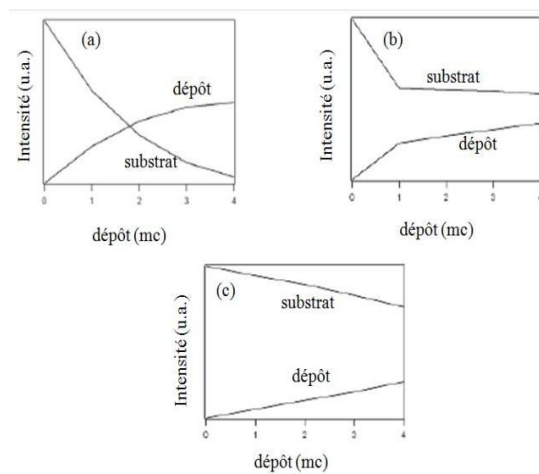 (a)
Intensité (u.a.)
dépôt
substrat
0 1 2 3 4
dépôt (mc)
(b)
Intensité (u.a.)
substrat
dépôt
0 1 2 3 4
dépôt (mc)
(c)
Intensité (u.a.)
substrat
dépôt
0 1 2 3 4
dépôt (mc)